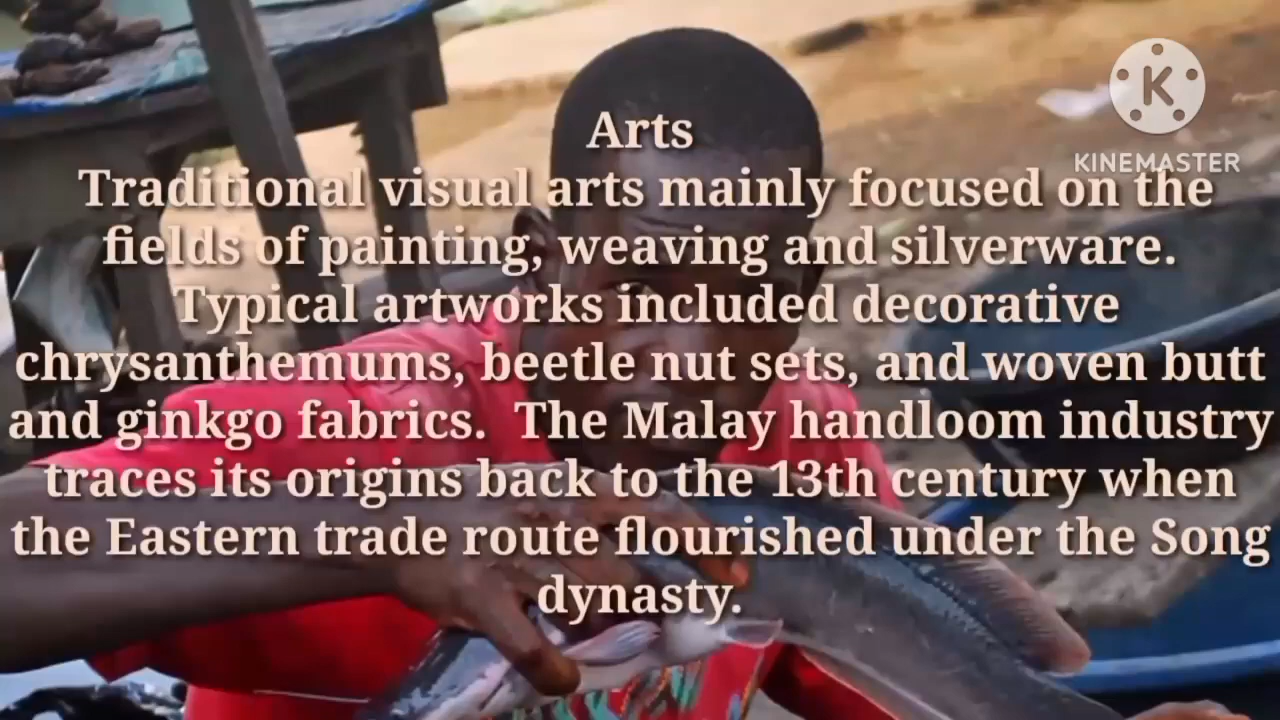 K
KINEMASTER
Arts
Traditional visual arts mainly focused on the
fields of painting, weaving and silverware.
Typical artworks included decorative
chrysanthemums, beetle nut sets, and woven butt
and ginkgo fabrics. The Malay handloom industry
traces its origins back to the 13th century when
the Eastern trade route flourished under the Song
dynasty.